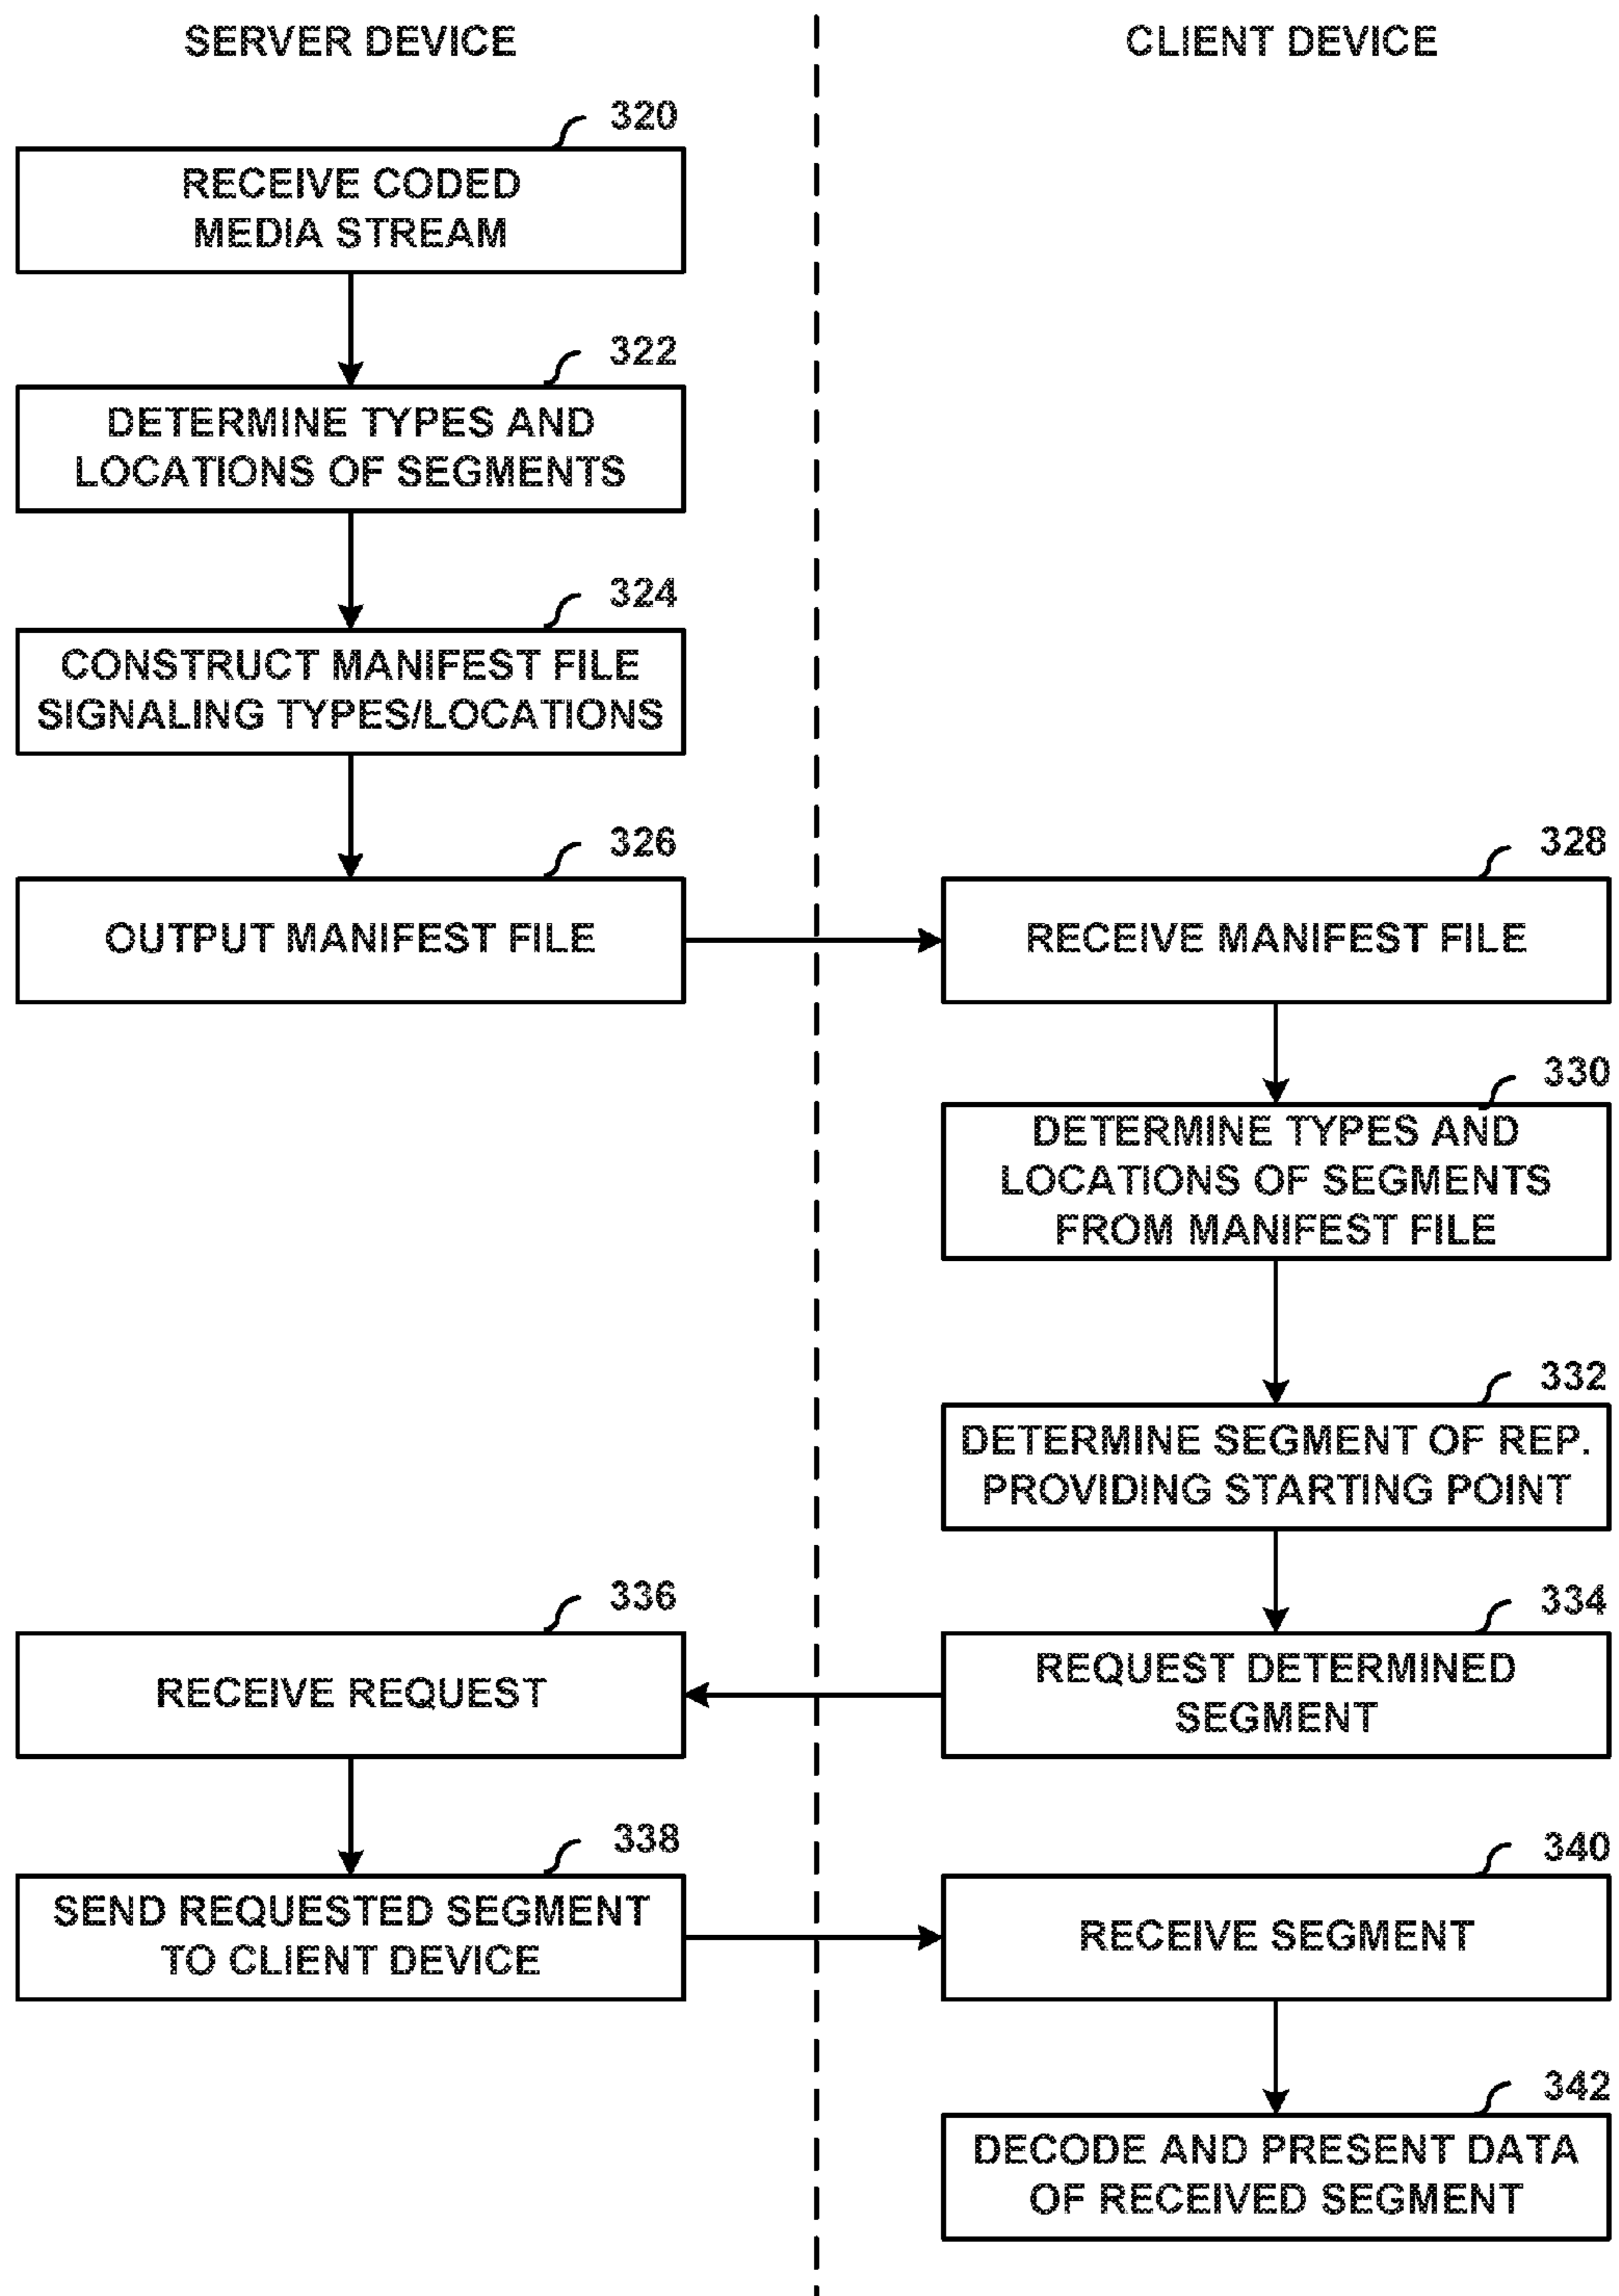 SERVER DEVICE
CLIENT DEVICE
320
RECEIVE CODED
MEDIA STREAM
322
DETERMINE TYPES AND
LOCATIONS OF SEGMENTS
324
CONSTRUCT MANIFEST FILE
SIGNALING TYPES/LOCATIONS
326
OUTPUT MANIFEST FILE
328
RECEIVE MANIFEST FILE
330
DETERMINE TYPES AND
LOCATIONS OF SEGMENTS
FROM MANIFEST FILE
332
DETERMINE SEGMENT OF REP.
PROVIDING STARTING POINT
334
REQUEST DETERMINED
SEGMENT
336
RECEIVE REQUEST
338
SEND REQUESTED SEGMENT
TO CLIENT DEVICE
340
RECEIVE SEGMENT
342
DECODE AND PRESENT DATA
OF RECEIVED SEGMENT